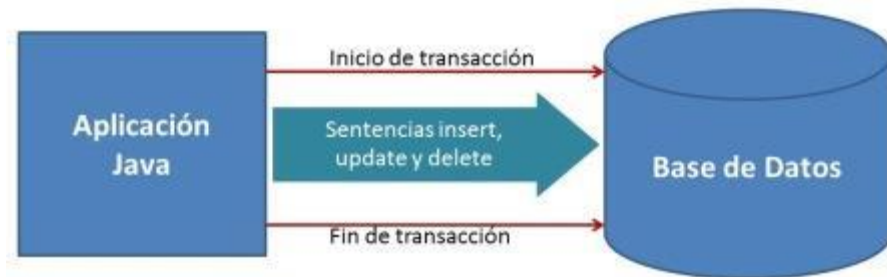 Inicio de transacción
Aplicación
Java
Sentencias insert,
update y delete
Base de Datos
Fin de transacción